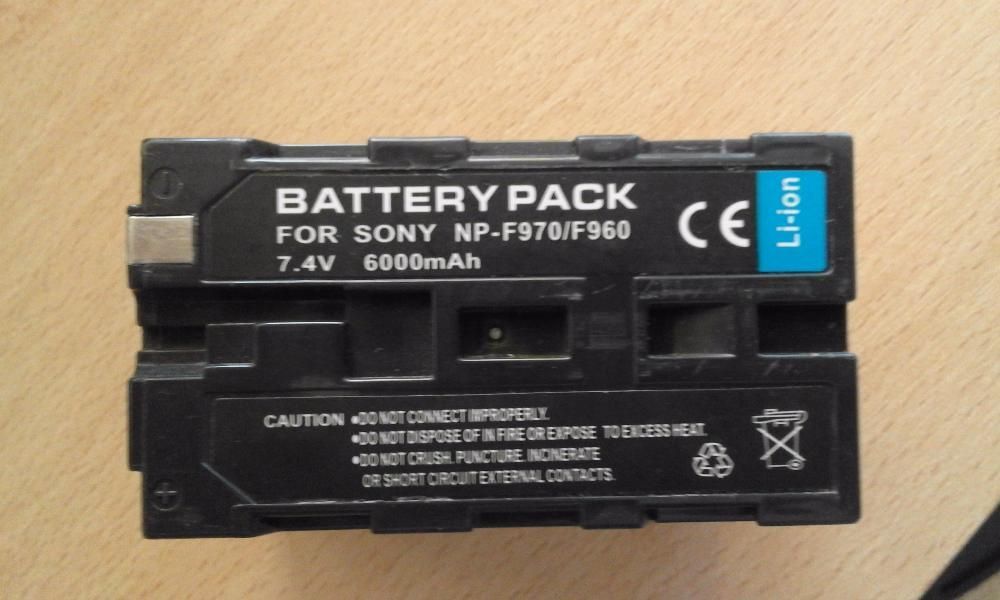 BATTERY PACK
FOR SONY NP-F970/F960
7.4V 6000mAh
CE
Li-ion
CAUTION •DO NOT CONNECT IMPROPERLY.
•DO NOT DISPOSE OF IN FIRE OR EXPOSE TO EXCESS HEAT.
•DO NOT CRUSH. PUNCTURE. INCINERATE
OR SHORT CIRCUIT EXTERNAL CONTACTS.